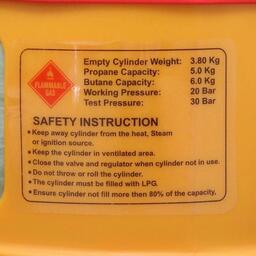 FLAMMABLE
GAS
Empty Cylinder Weight: 3.80 Kg
Propane Capacity: 5.0 Kg
Butane Capacity: 6.0 Kg
Working Pressure: 20 Bar
Test Pressure: 30 Bar
SAFETY INSTRUCTION
• Keep away cylinder from the heat, Steam
or ignition source.
• Keep the cylinder in ventilated area.
• Close the valve and regulator when cylinder not in use.
• Do not throw or roll the cylinder.
• The cylinder must be filled with LPG.
• Ensure cylinder not fill more then 80% of the capacity.